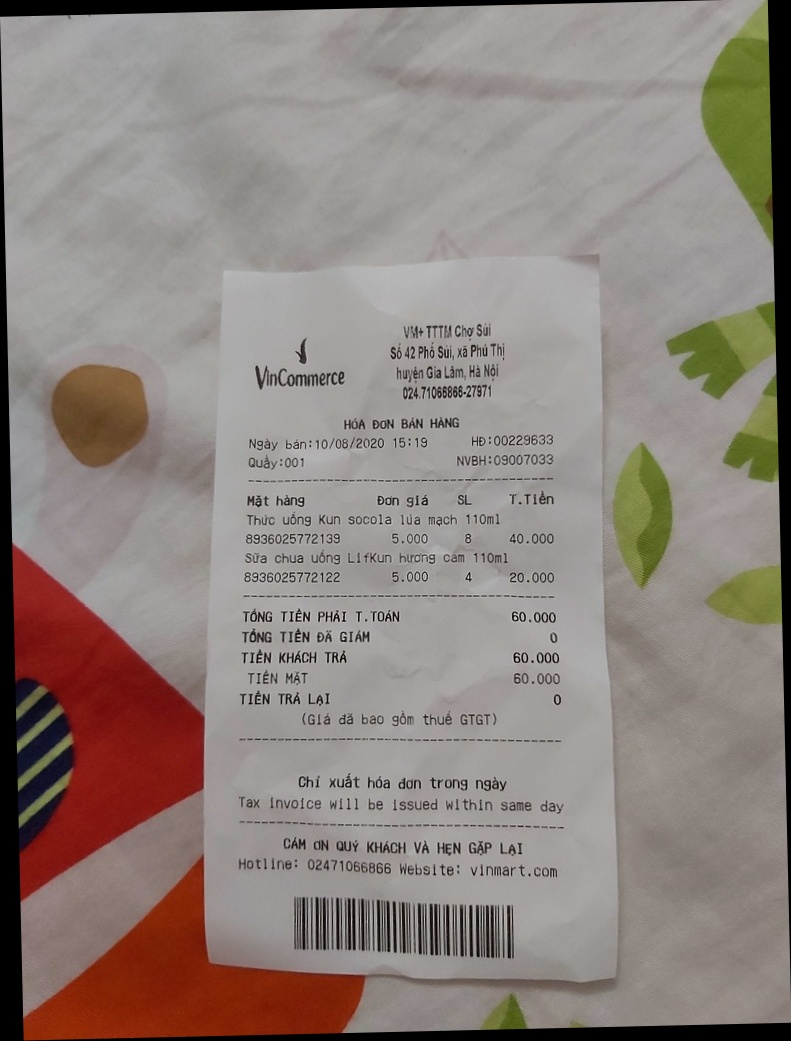 VinCommerce
VM+ TTTM Chợ Sủi
Số 42 Phố Sủi, xã Phú Thị
huyện Gia Lâm, Hà Nội
024.71066866-27971
HÓA ĐƠN BÁN HÀNG
Ngày bán:10/08/2020 15:19 HĐ:00229633
Quầy:001 NVBH:09007033
Mặt hàng Đơn giá SL T.Tiền
Thức uống Kun socola lúa mạch 110ml
8936025772139 5.000 8 40.000
Sữa chua uống LifKun hương cam 110ml
8936025772122 5.000 4 20.000
TỔNG TIỀN PHẢI T.TOÁN 60.000
TỔNG TIỀN ĐÃ GIẢM 0
TIỀN KHÁCH TRẢ 60.000
TIỀN MẶT 60.000
TIỀN TRẢ LẠI 0
(Giá đã bao gồm thuế GTGT)
Chỉ xuất hóa đơn trong ngày
Tax invoice will be issued within same day
CẢM ƠN QUÝ KHÁCH VÀ HẸN GẶP LẠI
Hotline: 02471066866 Website: vinmart.com